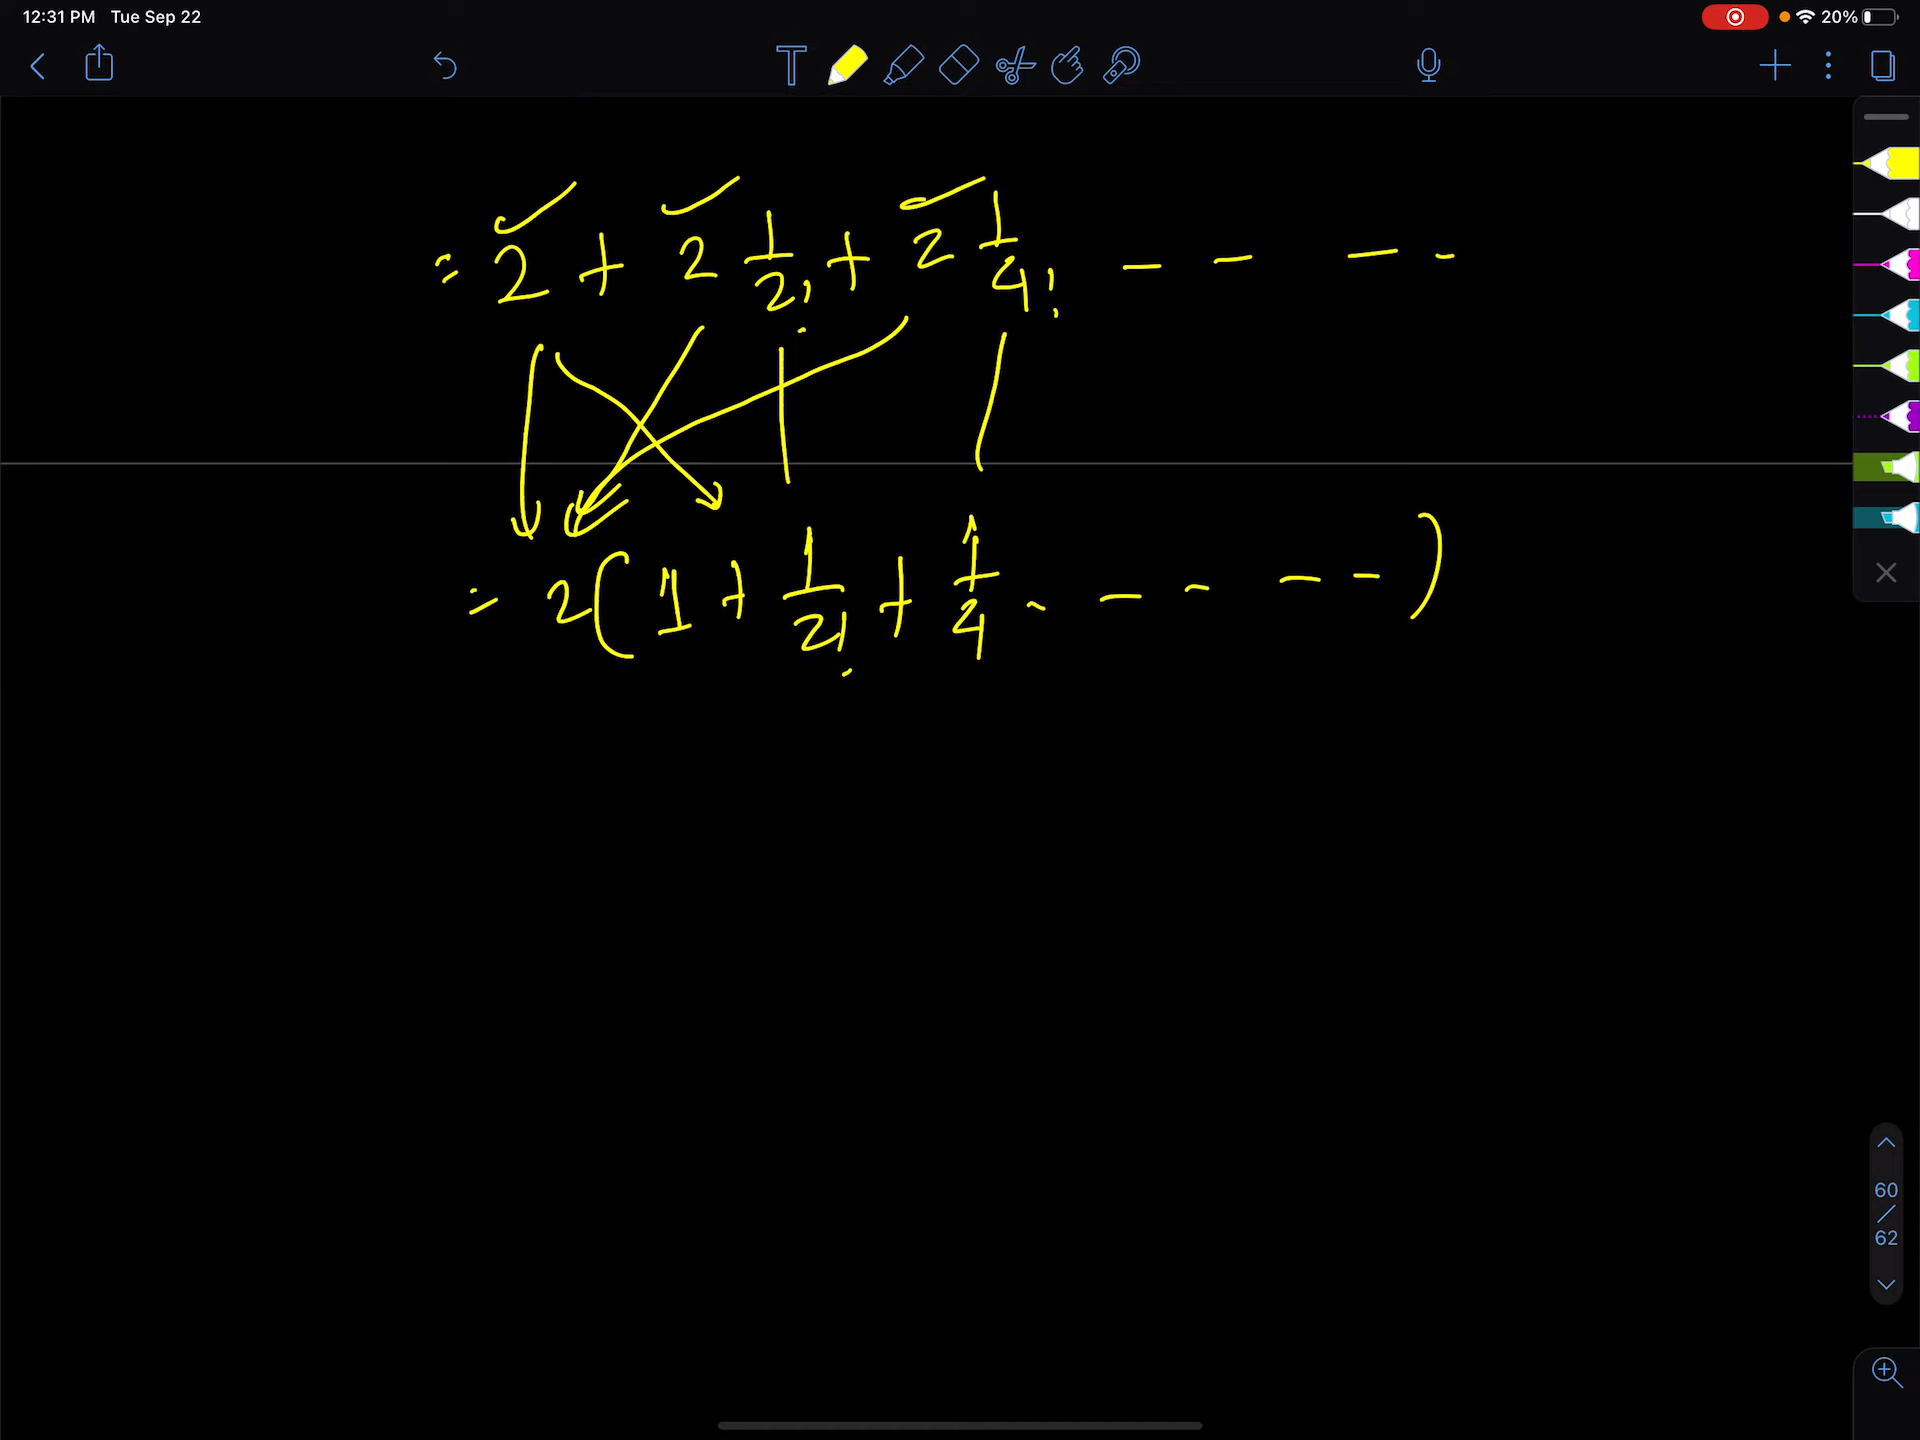 12:31 PM Tue Sep 22
20%
T
= 2 + 2 1/2! + 2 1/4! - - - -
= 2( 1 + 1/2! + 1/4 - - - - - )
60
/
62